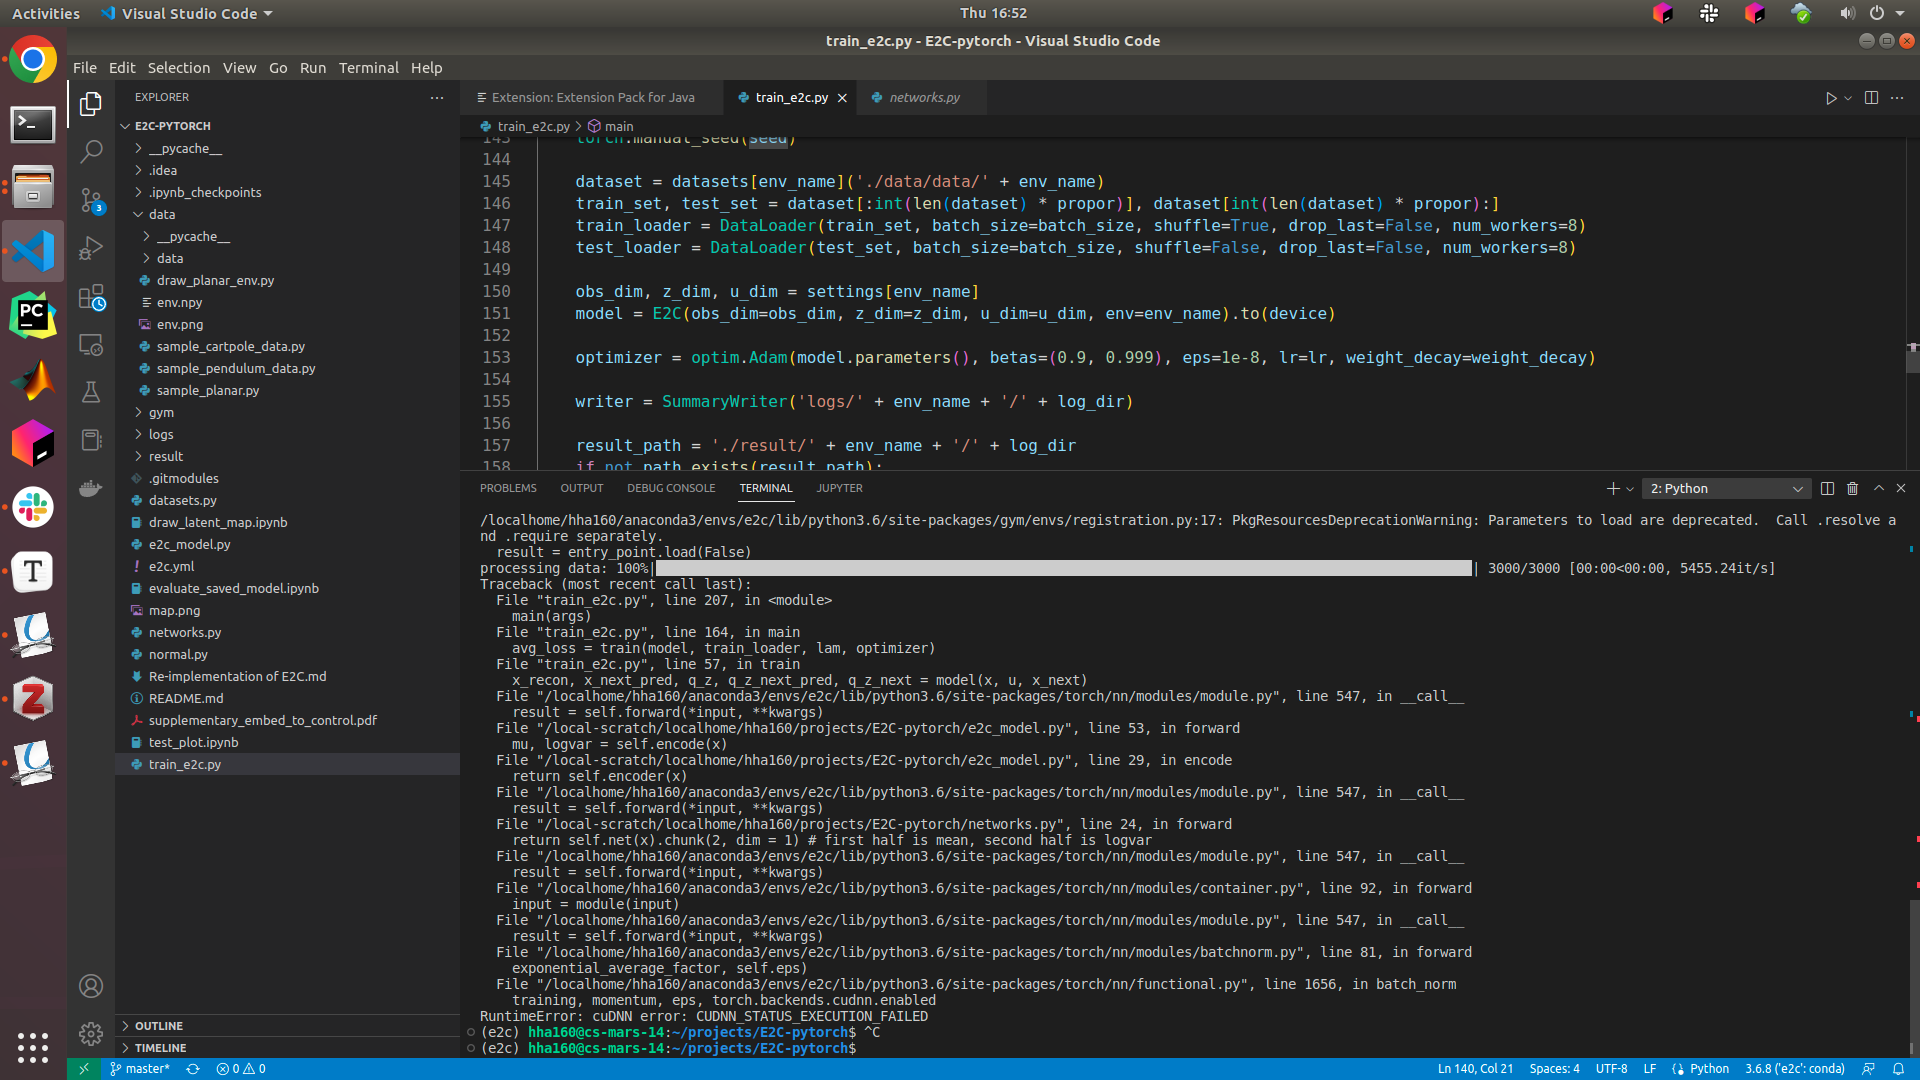 Activities Visual Studio Code Thu 16:52
train_e2c.py - E2C-pytorch - Visual Studio Code
File Edit Selection View Go Run Terminal Help
EXPLORER
E2C-PYTORCH
__pycache__
.idea
.ipynb_checkpoints
data
__pycache__
data
draw_planar_env.py
env.npy
env.png
sample_cartpole_data.py
sample_pendulum_data.py
sample_planar.py
gym
logs
result
.gitmodules
datasets.py
draw_latent_map.ipynb
e2c_model.py
e2c.yml
evaluate_saved_model.ipynb
map.png
networks.py
normal.py
Re-implementation of E2C.md
README.md
supplementary_embed_to_control.pdf
test_plot.ipynb
train_e2c.py
OUTLINE
TIMELINE
3
PC
T
Z
Extension: Extension Pack for Java train_e2c.py networks.py
train_e2c.py > main
143 torch.manual_seed(seed)
144
145 dataset = datasets[env_name]('./data/data/' + env_name)
146 train_set, test_set = dataset[:int(len(dataset) * propor)], dataset[int(len(dataset) * propor):]
147 train_loader = DataLoader(train_set, batch_size=batch_size, shuffle=True, drop_last=False, num_workers=8)
148 test_loader = DataLoader(test_set, batch_size=batch_size, shuffle=False, drop_last=False, num_workers=8)
149
150 obs_dim, z_dim, u_dim = settings[env_name]
151 model = E2C(obs_dim=obs_dim, z_dim=z_dim, u_dim=u_dim, env=env_name).to(device)
152
153 optimizer = optim.Adam(model.parameters(), betas=(0.9, 0.999), eps=1e-8, lr=lr, weight_decay=weight_decay)
154
155 writer = SummaryWriter('logs/' + env_name + '/' + log_dir)
156
157 result_path = './result/' + env_name + '/' + log_dir
158 if not path.exists(result_path):
PROBLEMS OUTPUT DEBUG CONSOLE TERMINAL JUPYTER 2: Python
/localhome/hha160/anaconda3/envs/e2c/lib/python3.6/site-packages/gym/envs/registration.py:17: PkgResourcesDeprecationWarning: Parameters to load are deprecated.  Call .resolve a
nd .require separately.
  result = entry_point.load(False)
processing data: 100%| | 3000/3000 [00:00<00:00, 5455.24it/s]
Traceback (most recent call last):
  File "train_e2c.py", line 207, in <module>
    main(args)
  File "train_e2c.py", line 164, in main
    avg_loss = train(model, train_loader, lam, optimizer)
  File "train_e2c.py", line 57, in train
    x_recon, x_next_pred, q_z, q_z_next_pred, q_z_next = model(x, u, x_next)
  File "/localhome/hha160/anaconda3/envs/e2c/lib/python3.6/site-packages/torch/nn/modules/module.py", line 547, in __call__
    result = self.forward(*input, **kwargs)
  File "/local-scratch/localhome/hha160/projects/E2C-pytorch/e2c_model.py", line 53, in forward
    mu, logvar = self.encode(x)
  File "/local-scratch/localhome/hha160/projects/E2C-pytorch/e2c_model.py", line 29, in encode
    return self.encoder(x)
  File "/localhome/hha160/anaconda3/envs/e2c/lib/python3.6/site-packages/torch/nn/modules/module.py", line 547, in __call__
    result = self.forward(*input, **kwargs)
  File "/local-scratch/localhome/hha160/projects/E2C-pytorch/networks.py", line 24, in forward
    return self.net(x).chunk(2, dim = 1) # first half is mean, second half is logvar
  File "/localhome/hha160/anaconda3/envs/e2c/lib/python3.6/site-packages/torch/nn/modules/module.py", line 547, in __call__
    result = self.forward(*input, **kwargs)
  File "/localhome/hha160/anaconda3/envs/e2c/lib/python3.6/site-packages/torch/nn/modules/container.py", line 92, in forward
    input = module(input)
  File "/localhome/hha160/anaconda3/envs/e2c/lib/python3.6/site-packages/torch/nn/modules/module.py", line 547, in __call__
    result = self.forward(*input, **kwargs)
  File "/localhome/hha160/anaconda3/envs/e2c/lib/python3.6/site-packages/torch/nn/modules/batchnorm.py", line 81, in forward
    exponential_average_factor, self.eps)
  File "/localhome/hha160/anaconda3/envs/e2c/lib/python3.6/site-packages/torch/nn/functional.py", line 1656, in batch_norm
    training, momentum, eps, torch.backends.cudnn.enabled
RuntimeError: cuDNN error: CUDNN_STATUS_EXECUTION_FAILED
(e2c) hha160@cs-mars-14:~/projects/E2C-pytorch$ ^C
(e2c) hha160@cs-mars-14:~/projects/E2C-pytorch$
master* 0 0 Ln 140, Col 21 Spaces: 4 UTF-8 LF Python 3.6.8 ('e2c': conda)